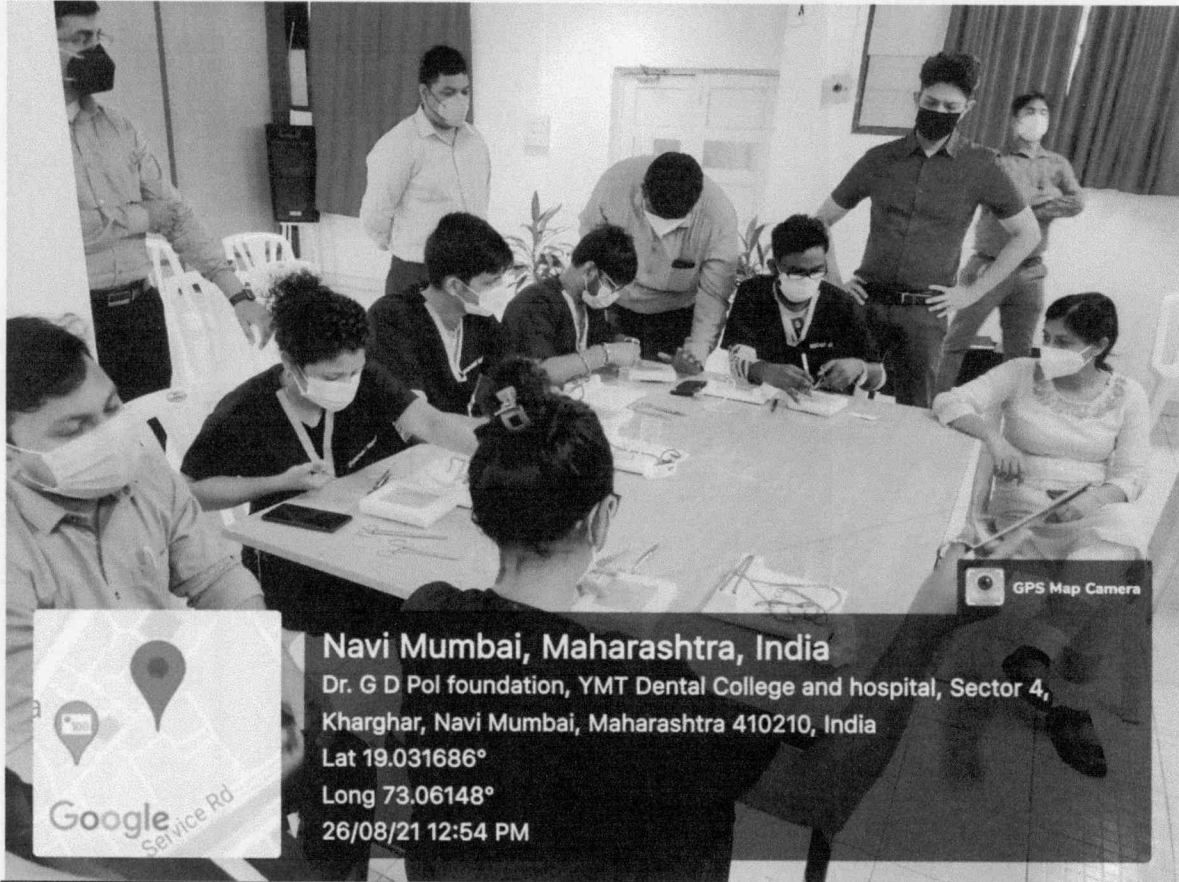 GPS Map Camera
Navi Mumbai, Maharashtra, India
Dr. G D Pol foundation, YMT Dental College and hospital, Sector 4,
Kharghar, Navi Mumbai, Maharashtra 410210, India
Lat 19.031686°
Long 73.06148°
26/08/21 12:54 PM
Google
Service Rd